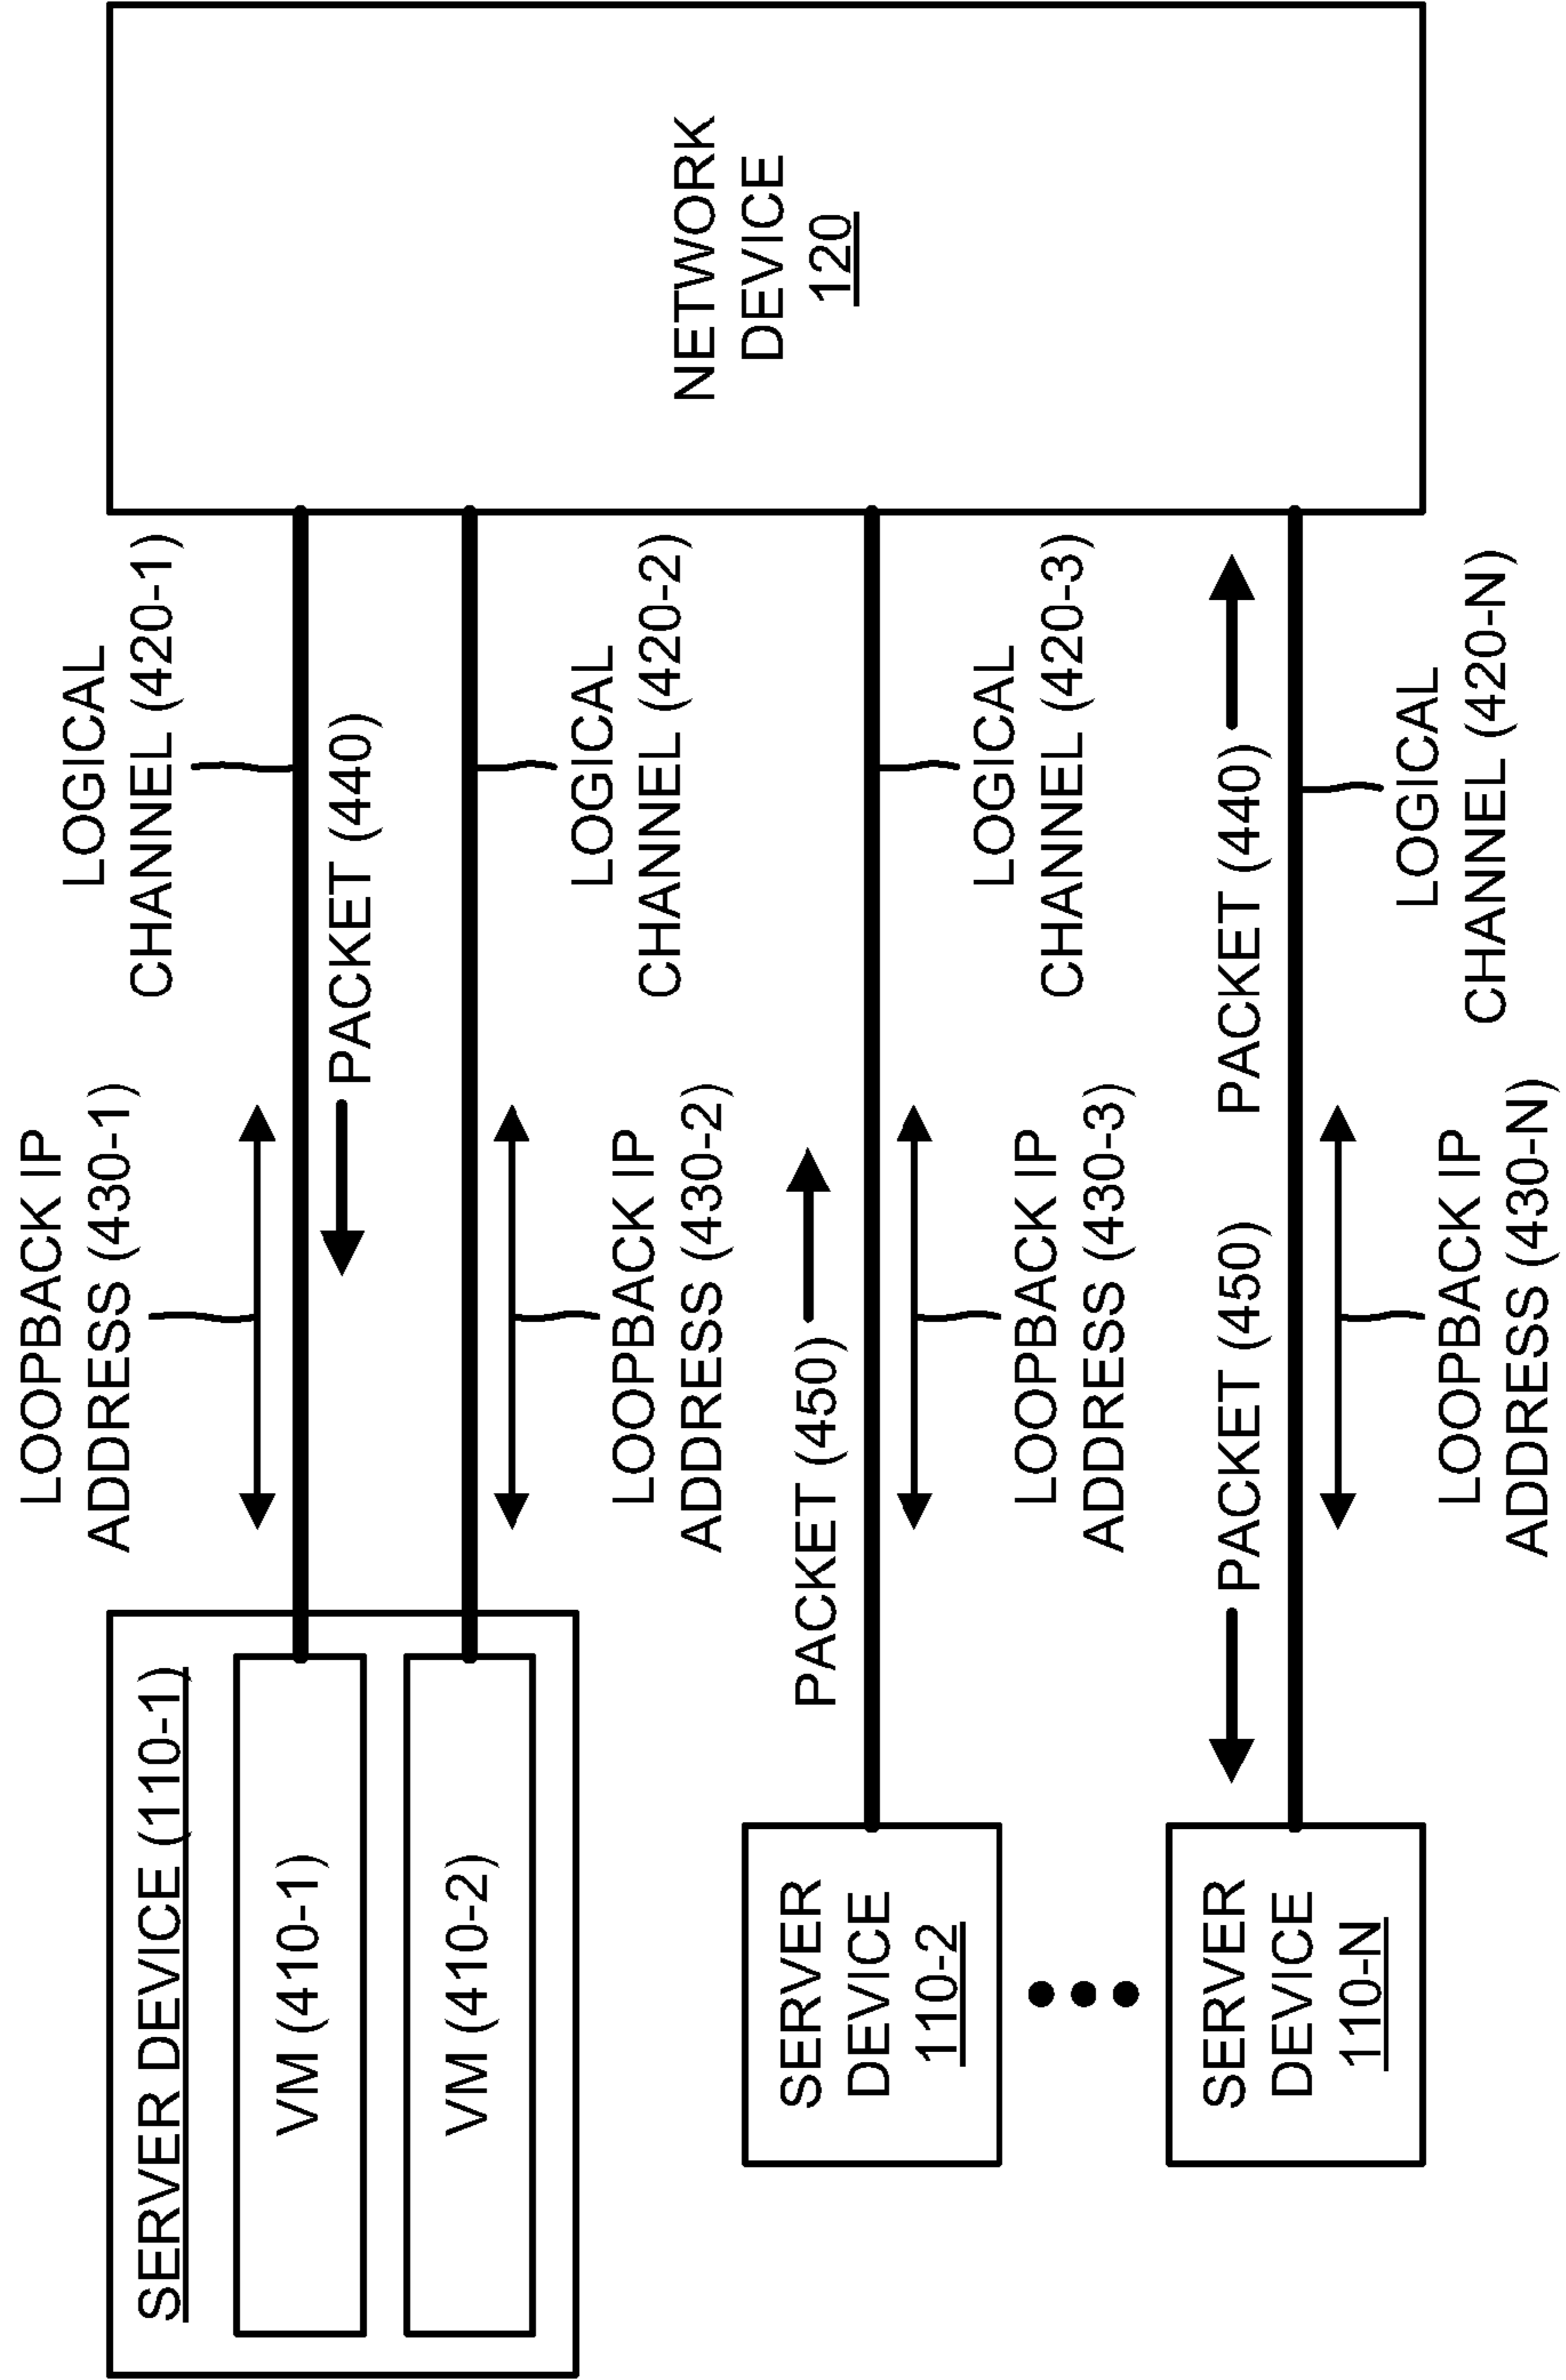 LOOPBACK IP
ADDRESS (430-1)
LOGICAL
CHANNEL (420-1)
SERVER DEVICE (110-1)
VM (410-1)
PACKET (440)
VM (410-2)
LOOPBACK IP
ADDRESS (430-2)
LOGICAL
CHANNEL (420-2)
NETWORK
DEVICE
120
PACKET (450)
SERVER
DEVICE
110-2
LOOPBACK IP
ADDRESS (430-3)
LOGICAL
CHANNEL (420-3)
PACKET (450)
PACKET (440)
SERVER
DEVICE
110-N
LOOPBACK IP
ADDRESS (430-N)
LOGICAL
CHANNEL (420-N)